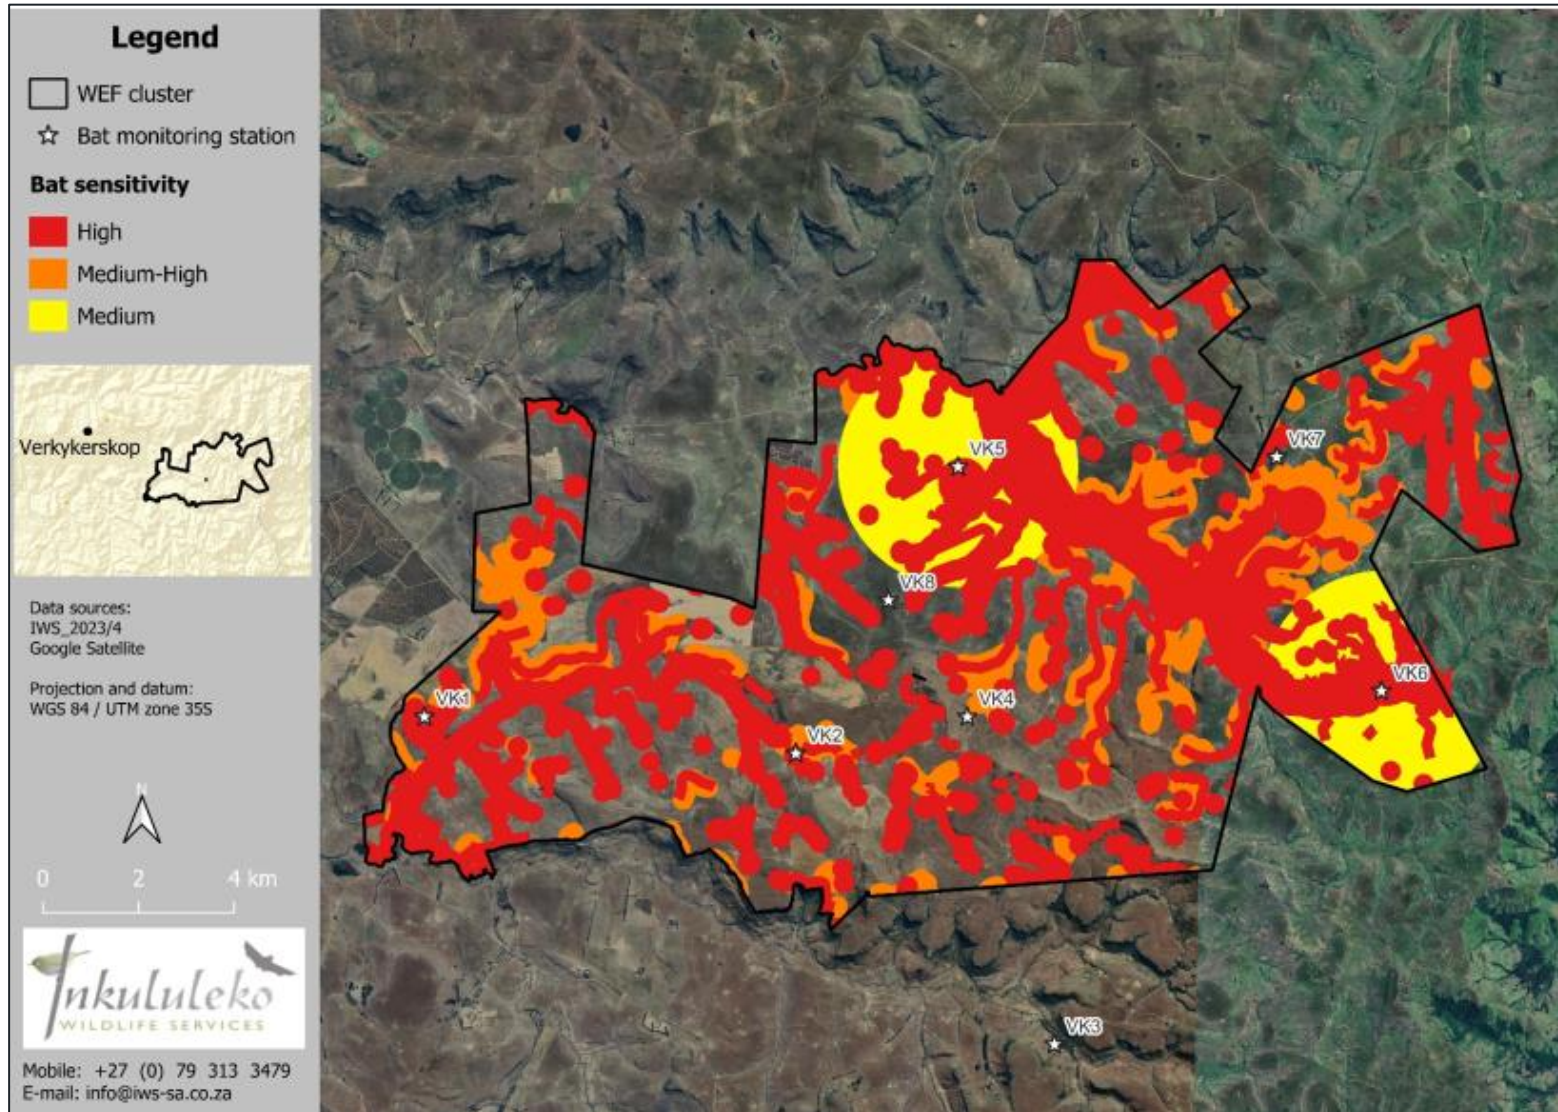 Legend
WEF cluster
Bat monitoring station
Bat sensitivity
High
Medium-High
Medium
Verkykerskop
Data sources:
IWS_2023/4
Google Satellite
Projection and datum:
WGS 84 / UTM zone 35S
N
0 2 4 km
Inkululeko
WILDLIFE SERVICES
Mobile: +27 (0) 79 313 3479
E-mail: info@iws-sa.co.za
VK7
VK5
VK8
VK6
VK1
VK4
VK2
VK3